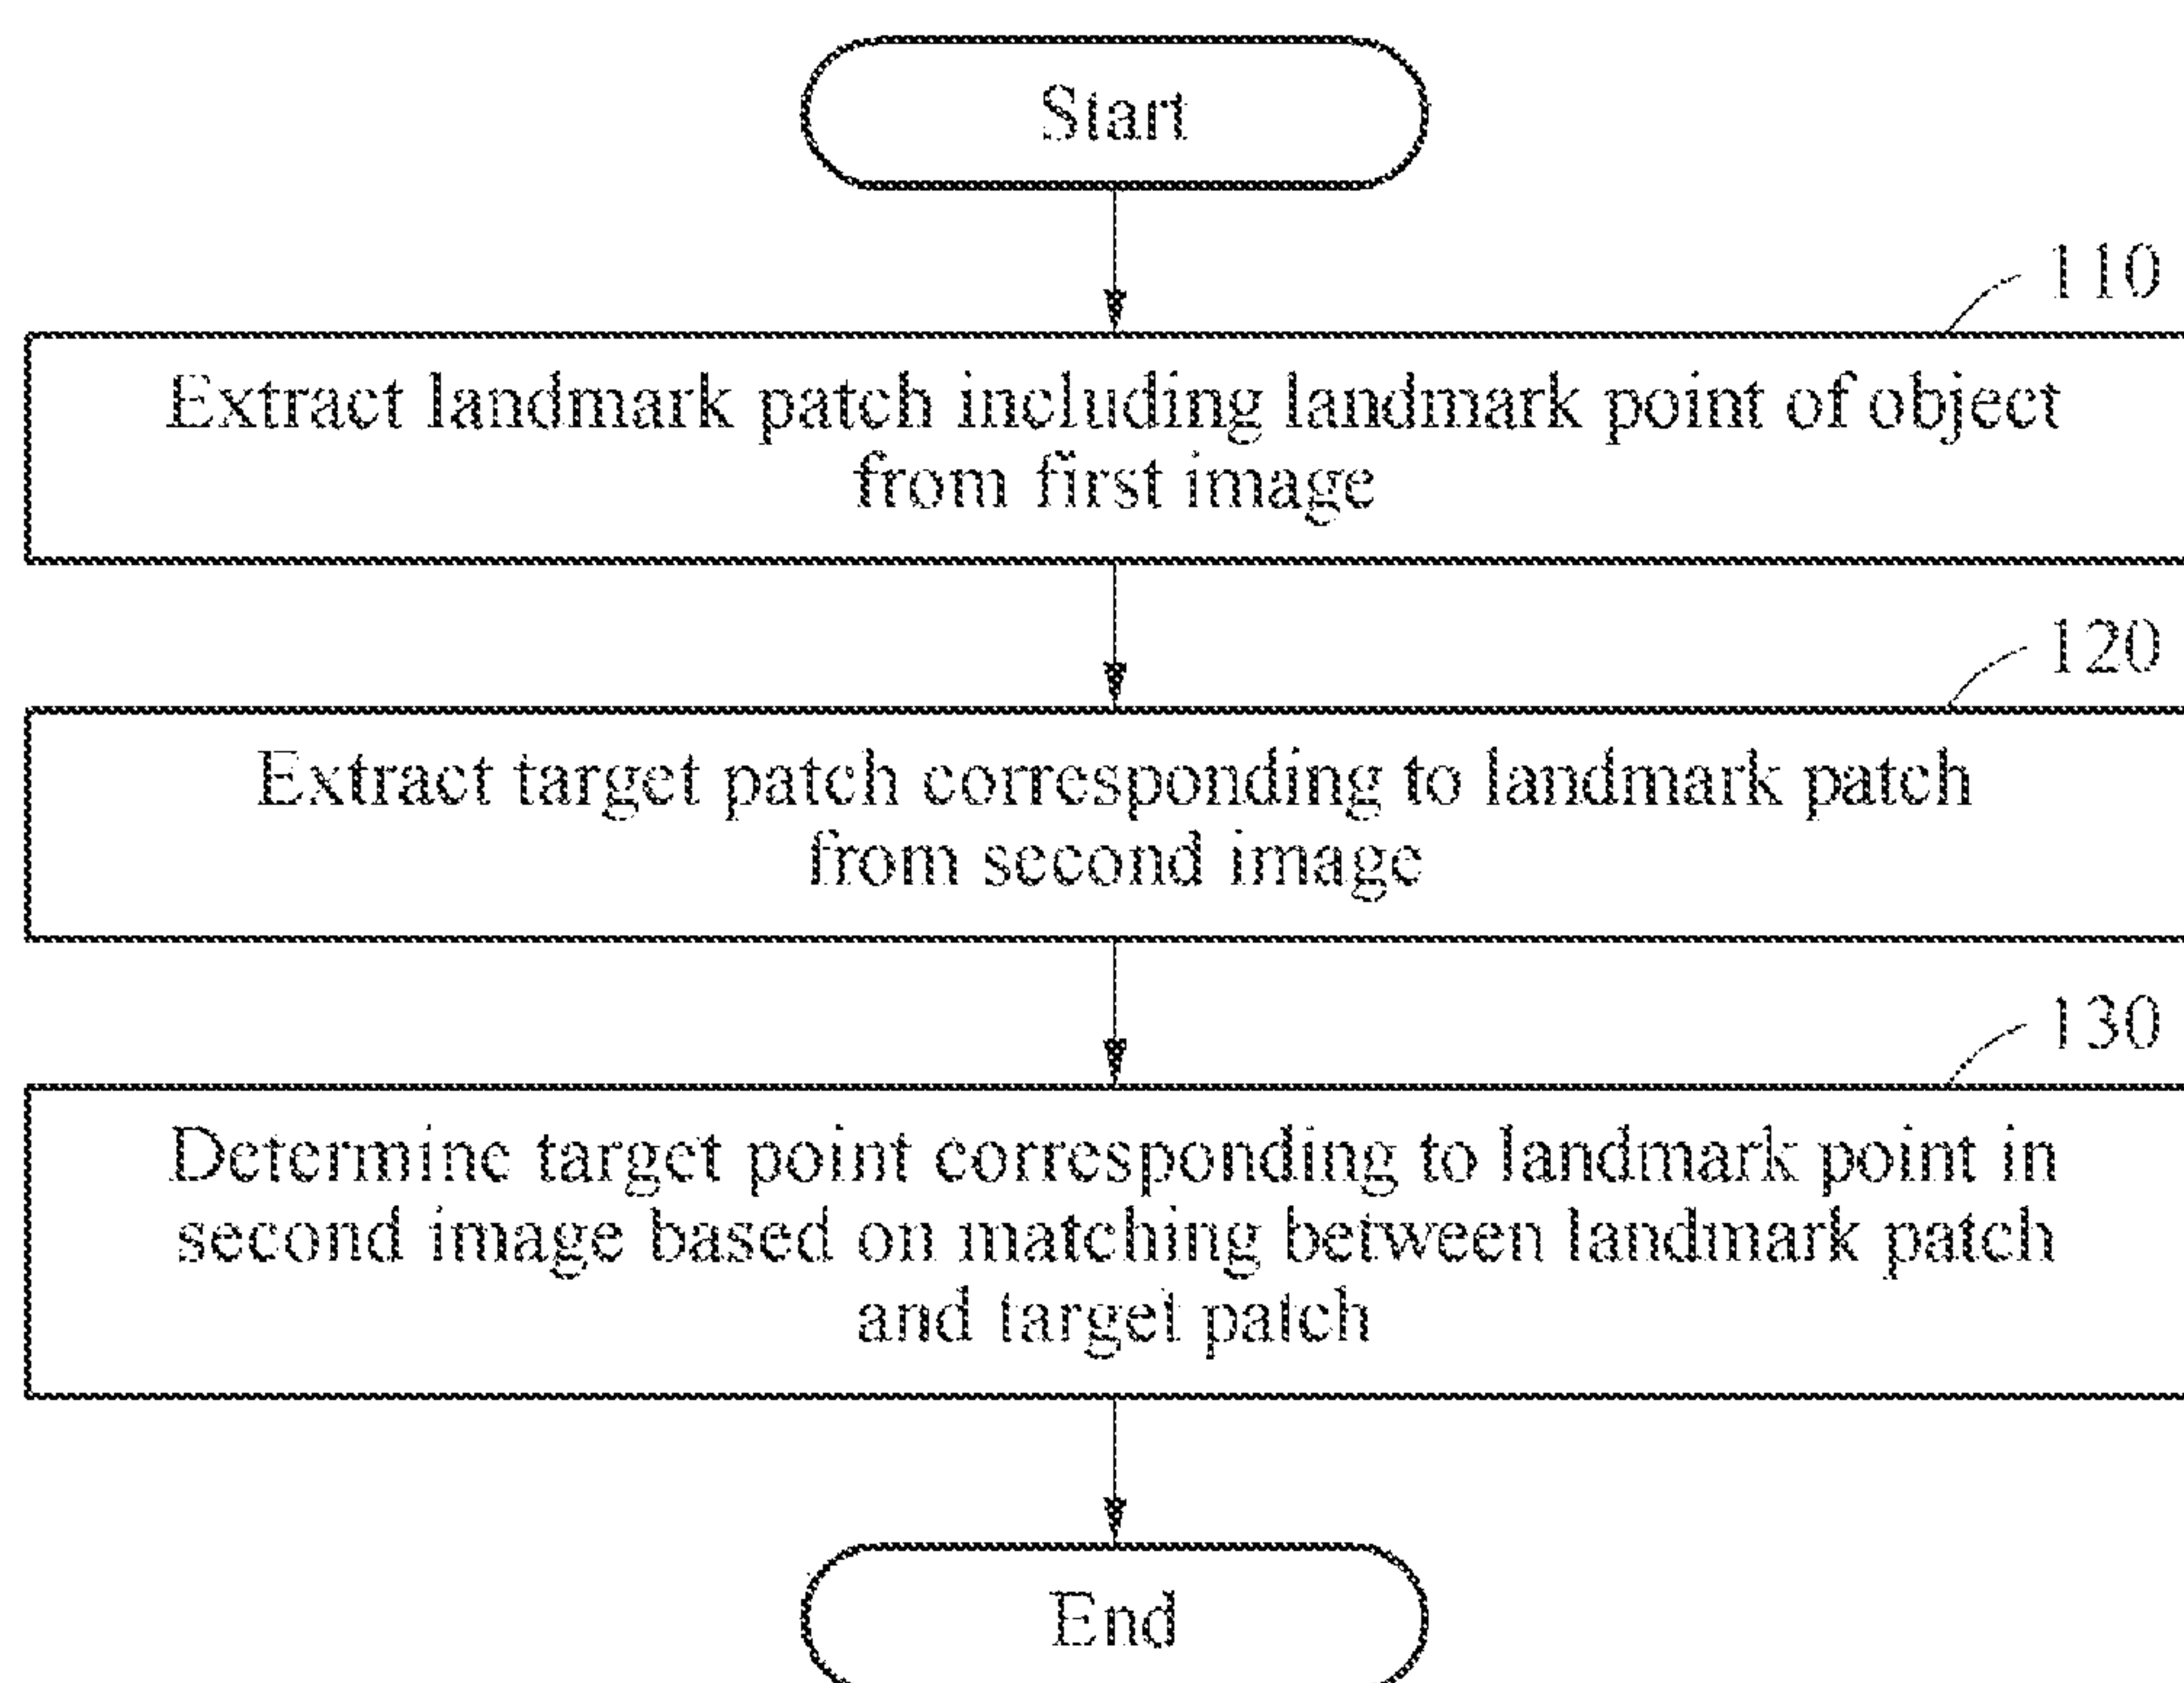 Start
110
Extract landmark patch including landmark point of object
from first image
120
Extract target patch corresponding to landmark patch
from second image
130
Determine target point corresponding to landmark point in
second image based on matching between landmark patch
and target patch
End